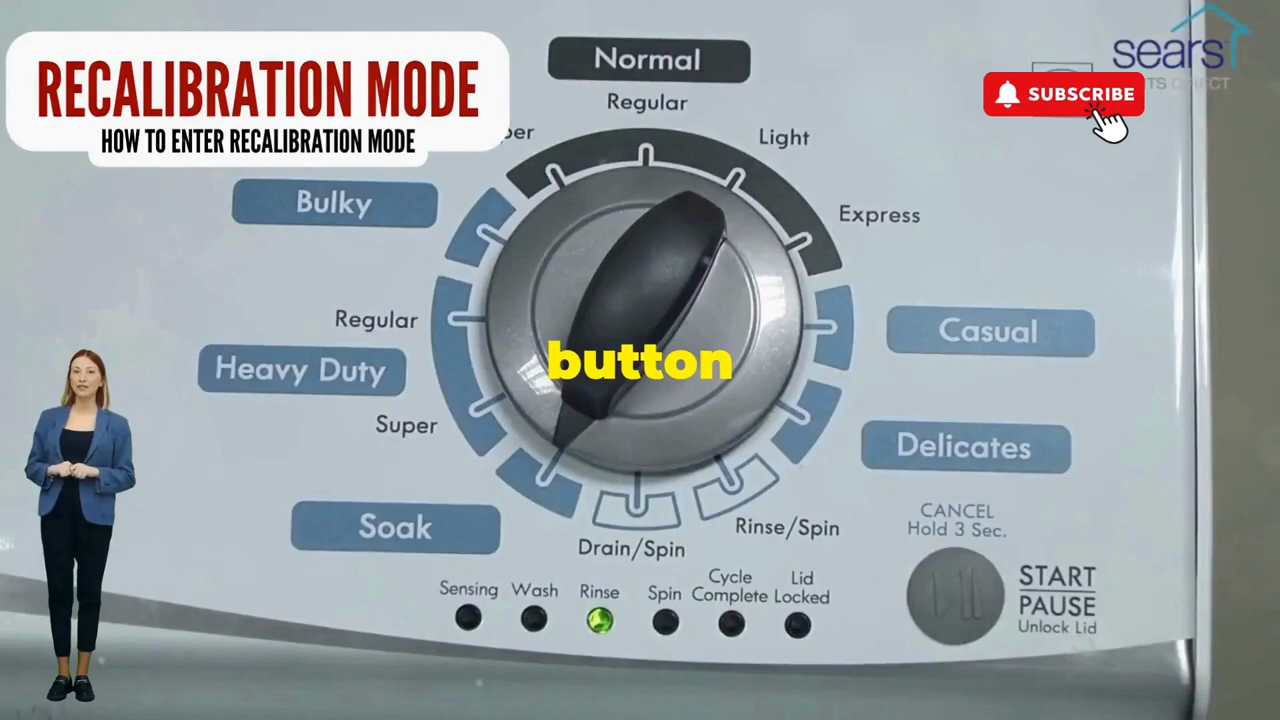 sears
RECALIBRATION MODE
HOW TO ENTER RECALIBRATION MODE
SUBSCRIBE
Normal
Regular
Light
Express
Bulky
Regular
Heavy Duty
Super
button
Casual
Delicates
Soak
Drain/Spin
Rinse/Spin
CANCEL
Hold 3 Sec.
Sensing
Wash
Rinse
Spin
Cycle
Complete
Lid
Locked
START
PAUSE
Unlock Lid